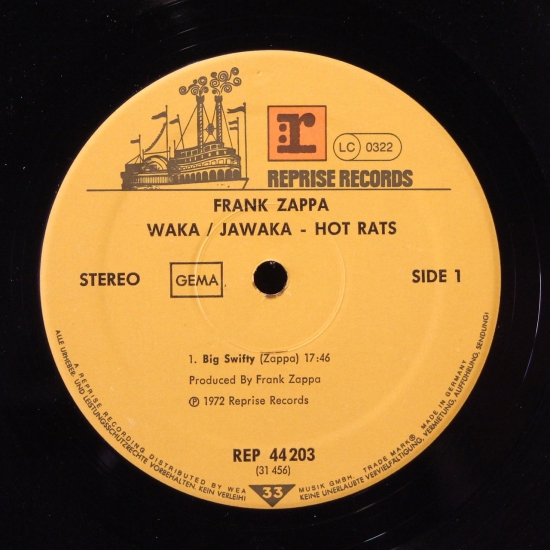 r
LC 0322
REPRISE RECORDS
FRANK ZAPPA
WAKA / JAWAKA - HOT RATS
STEREO GEMA SIDE 1
1. Big Swifty (Zappa) 17:46
Produced By Frank Zappa
Ⓟ 1972 Reprise Records
REP 44 203
(31 456)
33
A REPRISE RECORDING DISTRIBUTED BY WEA MUSIK GMBH. TRADE MARK® MADE IN GERMANY
ALLE URHEBER- UND LEISTUNGSSCHUTZRECHTE VORBEHALTEN. KEIN VERLEIH! KEINE UNERLAUBTE VERVIELFÄLTIGUNG, VERMIETUNG, AUFFÜHRUNG, SENDUNG!